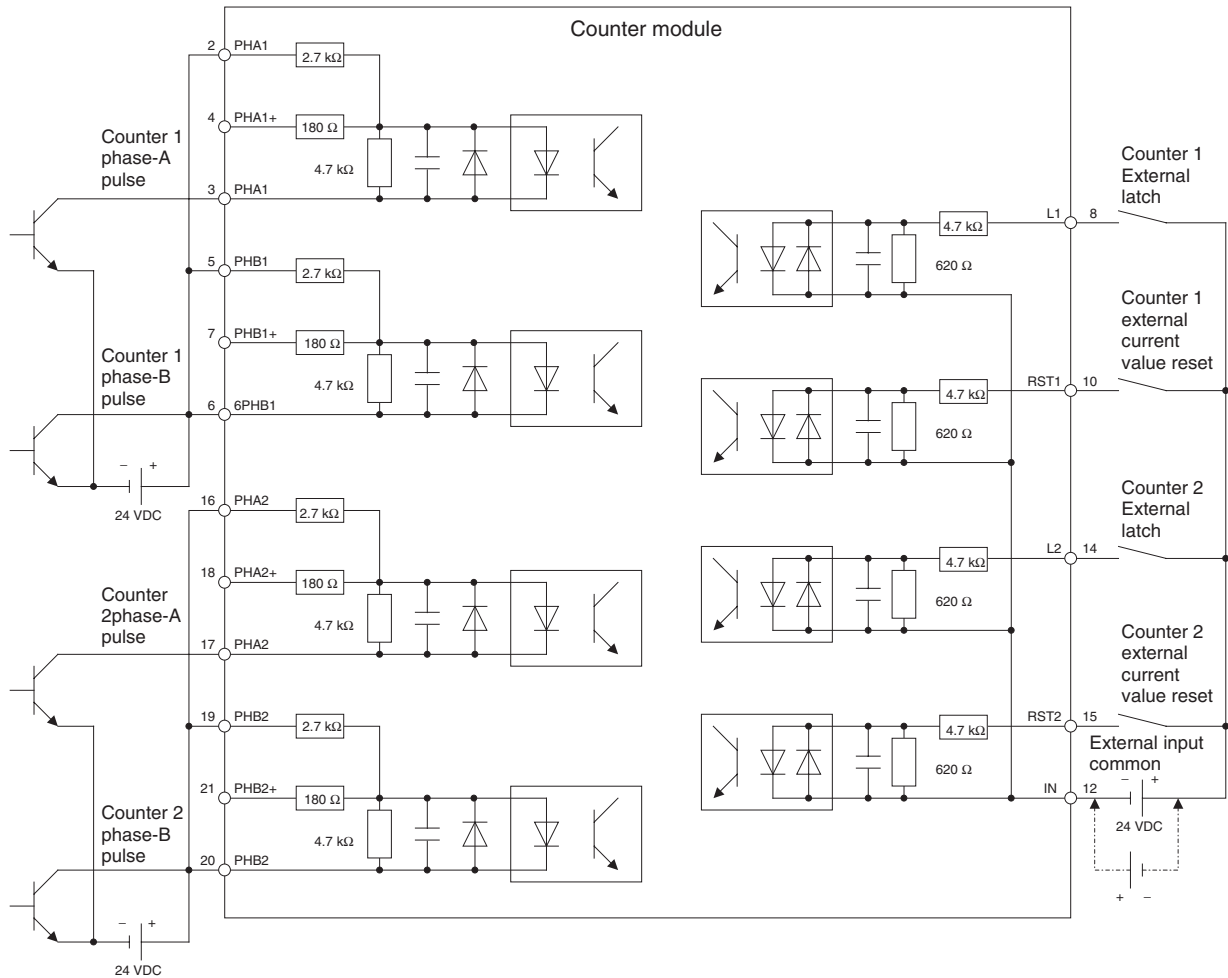 Counter module
2 PHA1
2.7 kΩ
4 PHA1+
180 Ω
4.7 kΩ
3 PHA1
Counter 1
phase-A
pulse
5 PHB1
2.7 kΩ
7 PHB1+
180 Ω
4.7 kΩ
6 6PHB1
Counter 1
phase-B
pulse
− +
24 VDC
16 PHA2
2.7 kΩ
18 PHA2+
180 Ω
4.7 kΩ
17 PHA2
Counter
2phase-A
pulse
19 PHB2
2.7 kΩ
21 PHB2+
180 Ω
4.7 kΩ
20 PHB2
Counter 2
phase-B
pulse
− +
24 VDC
4.7 kΩ
620 Ω
L1 8
Counter 1
External
latch
4.7 kΩ
620 Ω
RST1 10
Counter 1
external
current
value reset
4.7 kΩ
620 Ω
L2 14
Counter 2
External
latch
4.7 kΩ
620 Ω
RST2 15
Counter 2
external
current
value reset
External input
common
IN 12
− +
24 VDC
+ −